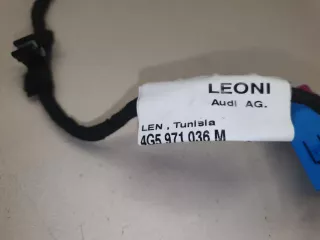 LEONI
Audi AG.
LEN , Tunisia
4G5 971 036 M